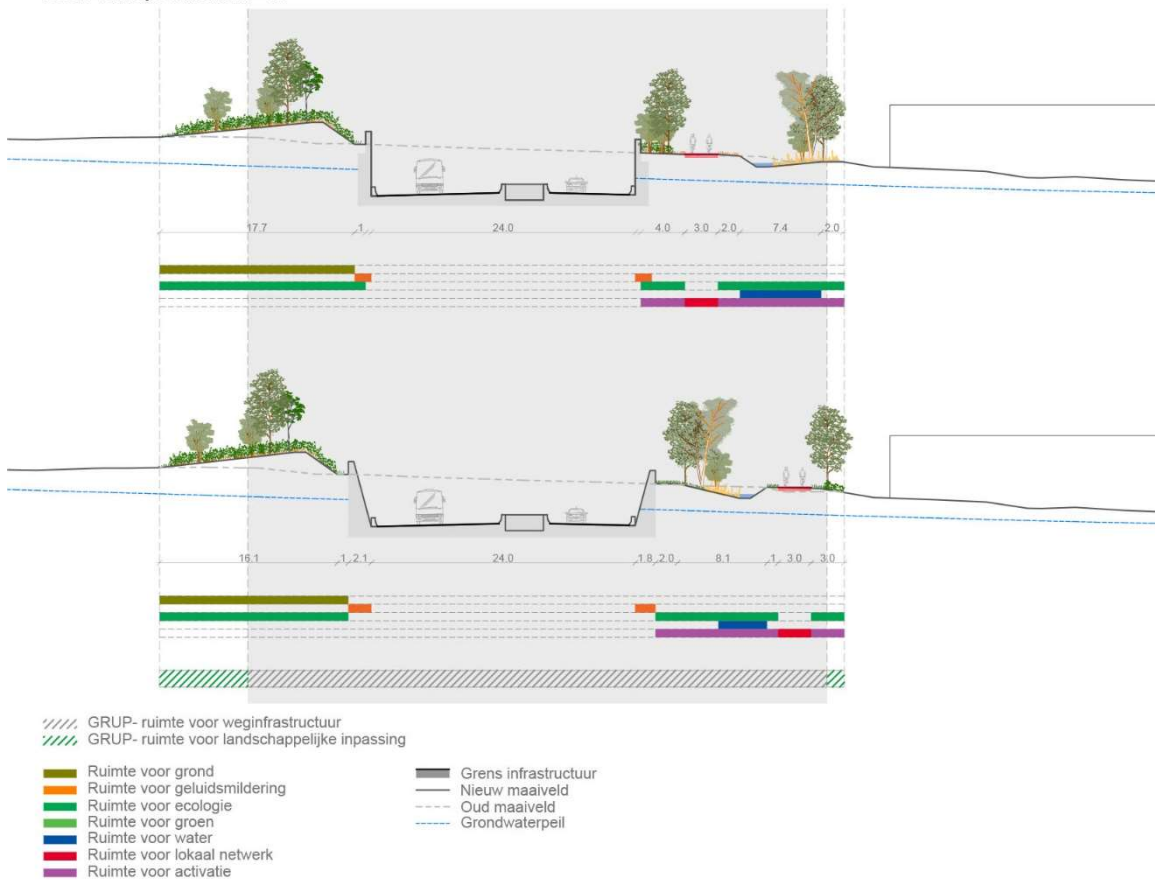 17.7 1 24.0 4.0 3.0 2.0 7.4 2.0
16.1 1 2.1 24.0 1.8 2.0 8.1 1 3.0 3.0
GRUP- ruimte voor weginfrastructuur
GRUP- ruimte voor landschappelijke inpassing
Ruimte voor grond
Ruimte voor geluidsmildering
Ruimte voor ecologie
Ruimte voor groen
Ruimte voor water
Ruimte voor lokaal netwerk
Ruimte voor activatie
Grens infrastructuur
Nieuw maaiveld
Oud maaiveld
Grondwaterpeil